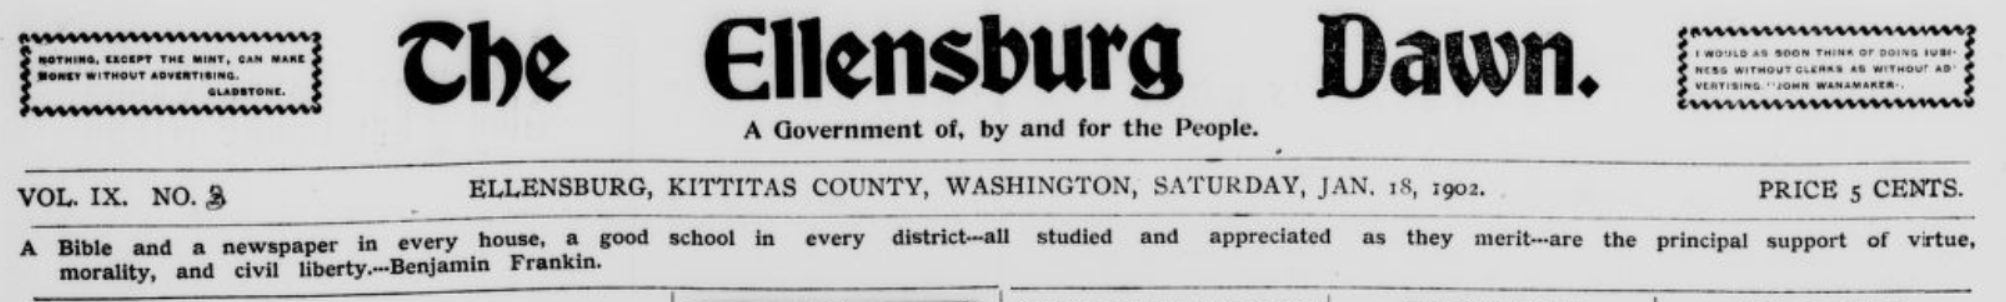 NOTHING, EXCEPT THE MINT, CAN MAKE
MONEY WITHOUT ADVERTISING.
GLADSTONE.
The Ellensburg Dawn.
I WOULD AS SOON THINK OF DOING BUSI-
NESS WITHOUT CLERKS AS WITHOUT AD-
VERTISING."JOHN WANAMAKER.
A Government of, by and for the People.
VOL. IX. NO. 3
ELLENSBURG, KITTITAS COUNTY, WASHINGTON, SATURDAY, JAN. 18, 1902.
PRICE 5 CENTS.
A Bible and a newspaper in every house, a good school in every district---all studied and appreciated as they merit---are the principal support of virtue,
morality, and civil liberty.---Benjamin Frankin.